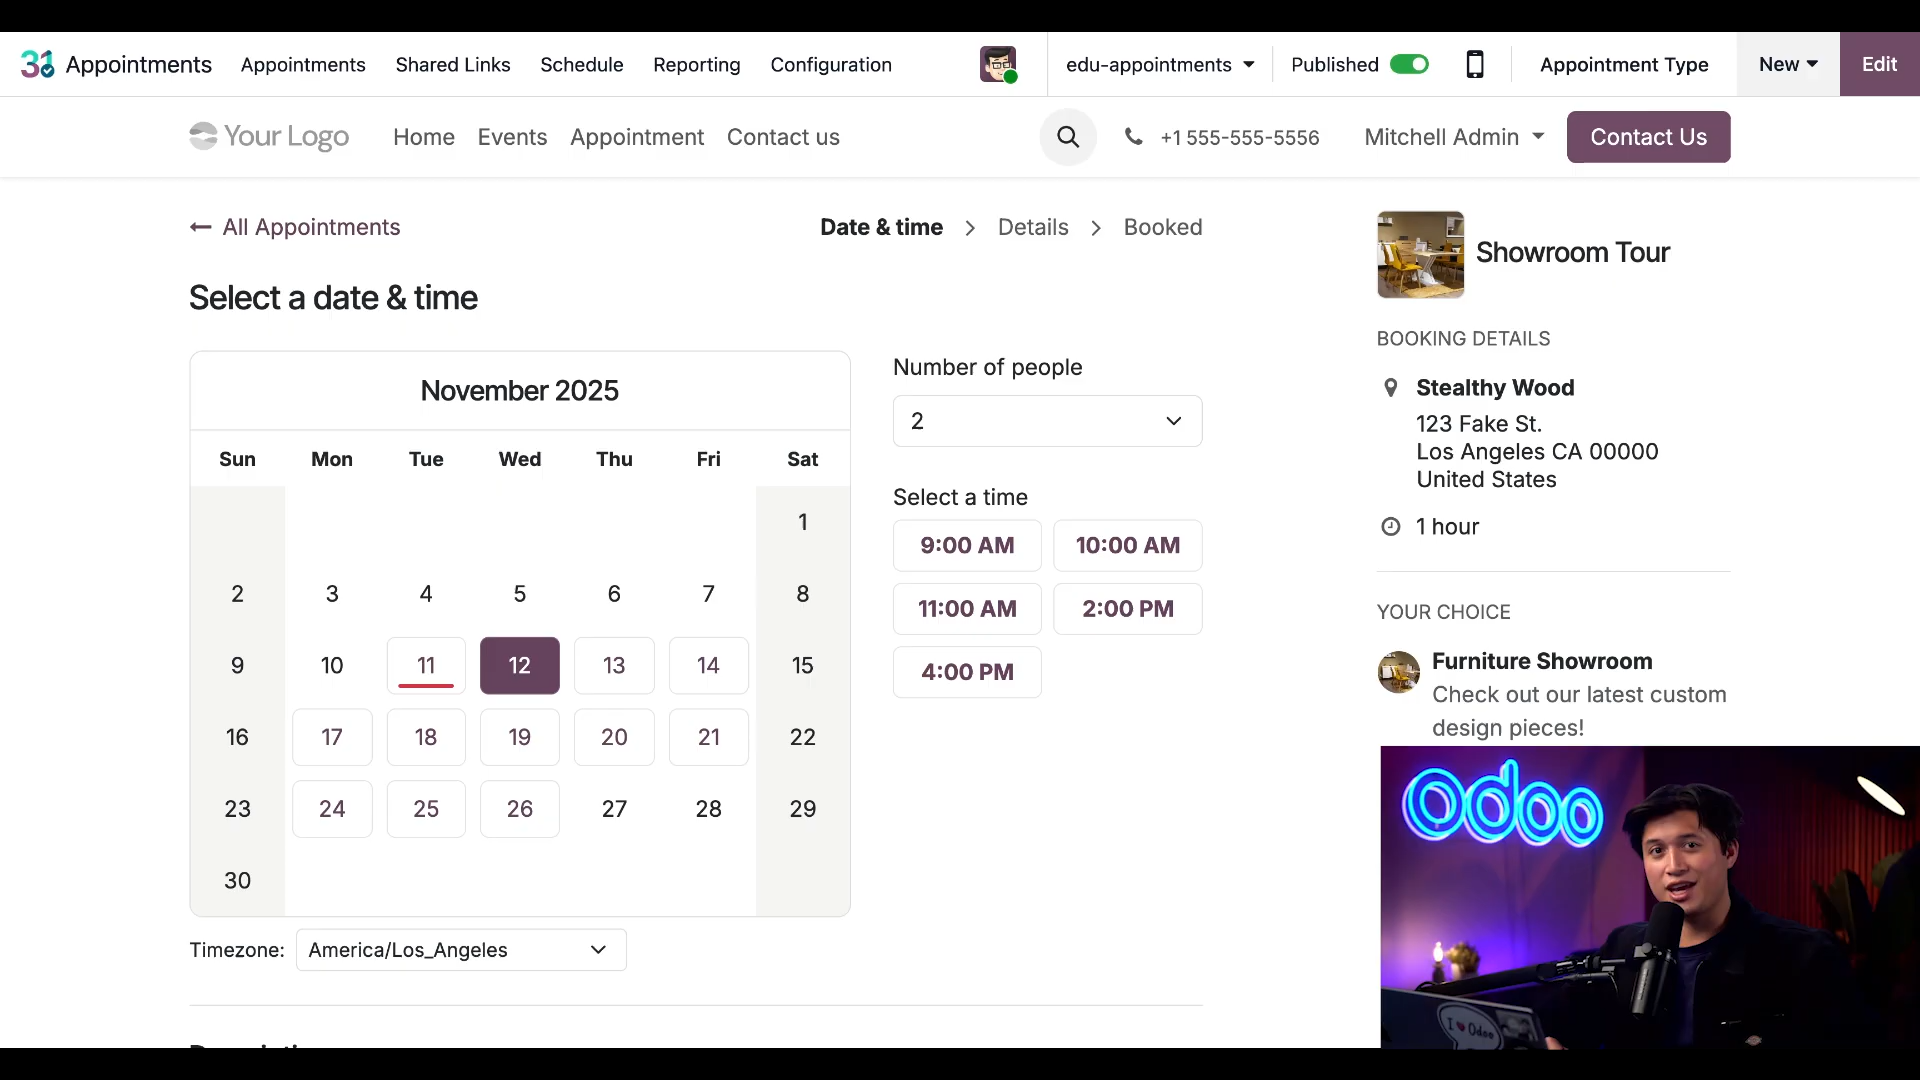 31 Appointments Appointments Shared Links Schedule Reporting Configuration edu-appointments Published Appointment Type New Edit
Your Logo Home Events Appointment Contact us +1 555-555-5556 Mitchell Admin Contact Us
All Appointments
Date & time Details Booked
Select a date & time
November 2025
Sun Mon Tue Wed Thu Fri Sat
1
2 3 4 5 6 7 8
9 10 11 12 13 14 15
16 17 18 19 20 21 22
23 24 25 26 27 28 29
30
Timezone: America/Los_Angeles
Number of people
2
Select a time
9:00 AM 10:00 AM
11:00 AM 2:00 PM
4:00 PM
Showroom Tour
BOOKING DETAILS
Stealthy Wood
123 Fake St.
Los Angeles CA 00000
United States
1 hour
YOUR CHOICE
Furniture Showroom
Check out our latest custom
design pieces!
odoo
I ♥ Odoo